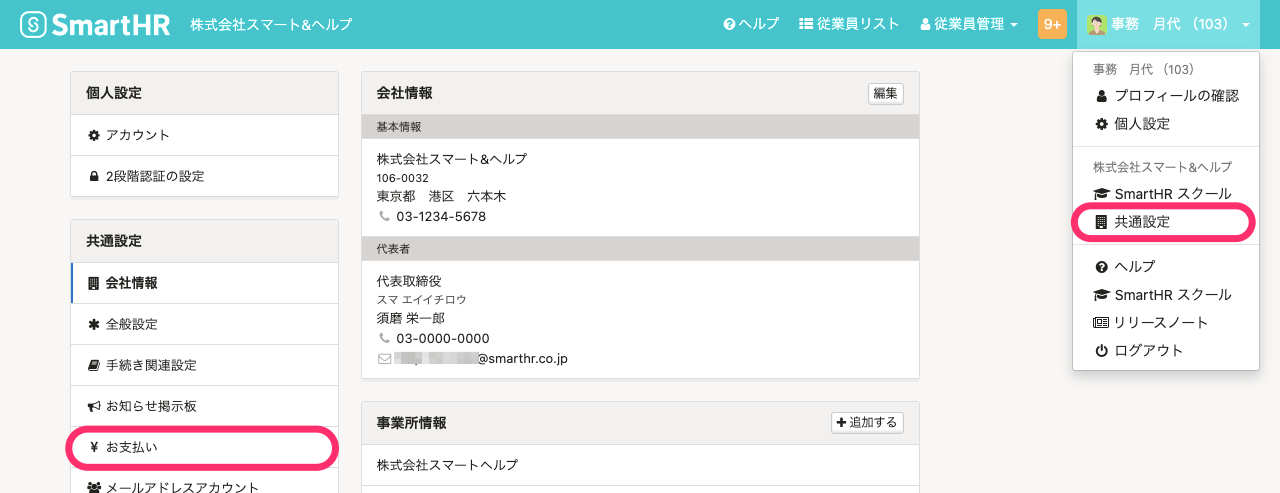 SmartHR 株式会社スマート&ヘルプ ヘルプ 従業員リスト 従業員管理 9+ 事務 月代 (103)
個人設定
アカウント
2段階認証の設定
共通設定
会社情報
全般設定
手続き関連設定
お知らせ掲示板
¥ お支払い
メールアドレスアカウント
会社情報 編集
基本情報
株式会社スマート&ヘルプ
106-0032
東京都 港区 六本木
03-1234-5678
代表者
代表取締役
スマ エイイチロウ
須磨 栄一郎
03-0000-0000
@smarthr.co.jp
事業所情報 追加する
株式会社スマートヘルプ
事務 月代 (103)
プロフィールの確認
個人設定
株式会社スマート&ヘルプ
SmartHR スクール
共通設定
ヘルプ
SmartHR スクール
リリースノート
ログアウト